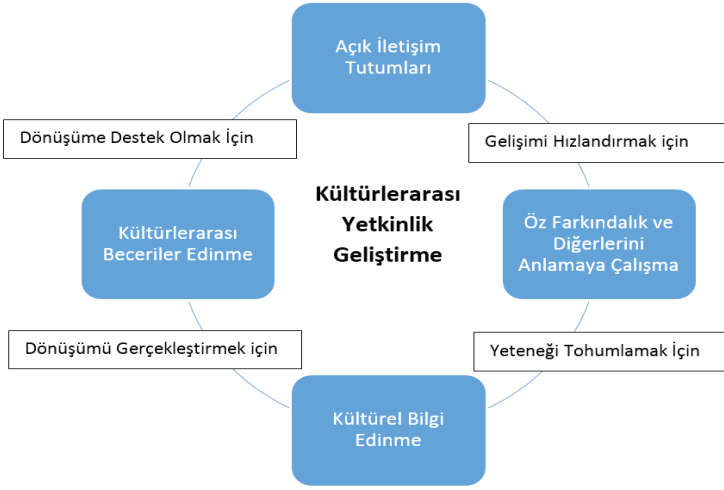 Açık İletişim
Tutumları
Dönüşüme Destek Olmak İçin
Gelişimi Hızlandırmak için
Kültürlerarası
Yetkinlik
Geliştirme
Kültürlerarası
Beceriler Edinme
Öz Farkındalık ve
Diğerlerini
Anlamaya Çalışma
Dönüşümü Gerçekleştirmek için
Yeteneği Tohumlamak İçin
Kültürel Bilgi
Edinme